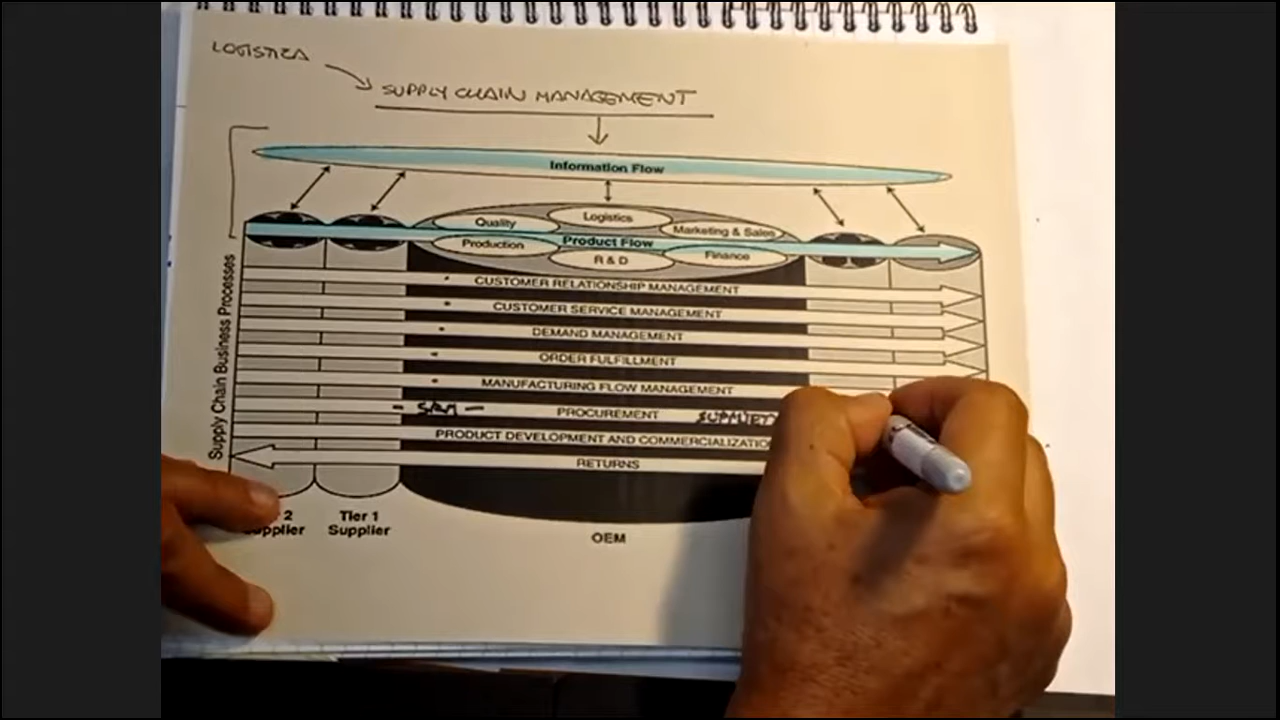 LOGISTICA
SUPPLY CHAIN MANAGEMENT
Information Flow
Logistics
Quality
Marketing & Sales
Product Flow
Production
Finance
R & D
Supply Chain Business Processes
CUSTOMER RELATIONSHIP MANAGEMENT
CUSTOMER SERVICE MANAGEMENT
DEMAND MANAGEMENT
ORDER FULFILLMENT
MANUFACTURING FLOW MANAGEMENT
PROCUREMENT
PRODUCT DEVELOPMENT AND COMMERCIALIZATIO
RETURNS
2
Supplier
Tier 1
Supplier
OEM